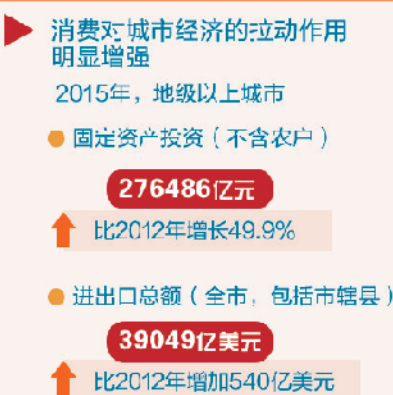 消费对城市经济的拉动作用
明显增强
2015年，地级以上城市
固定资产投资（不含农户）
276486亿元
比2012年增长49.9%
进出口总额（全市，包括市辖县）
39049亿美元
比2012年增加540亿美元